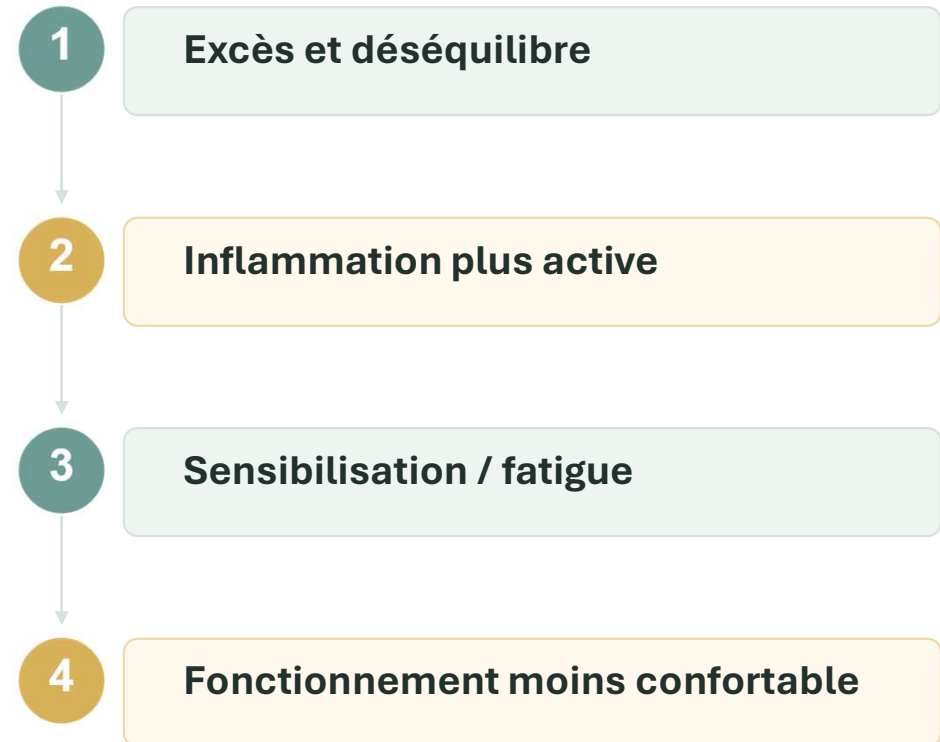 1 Excès et déséquilibre
2 Inflammation plus active
3 Sensibilisation / fatigue
4 Fonctionnement moins confortable